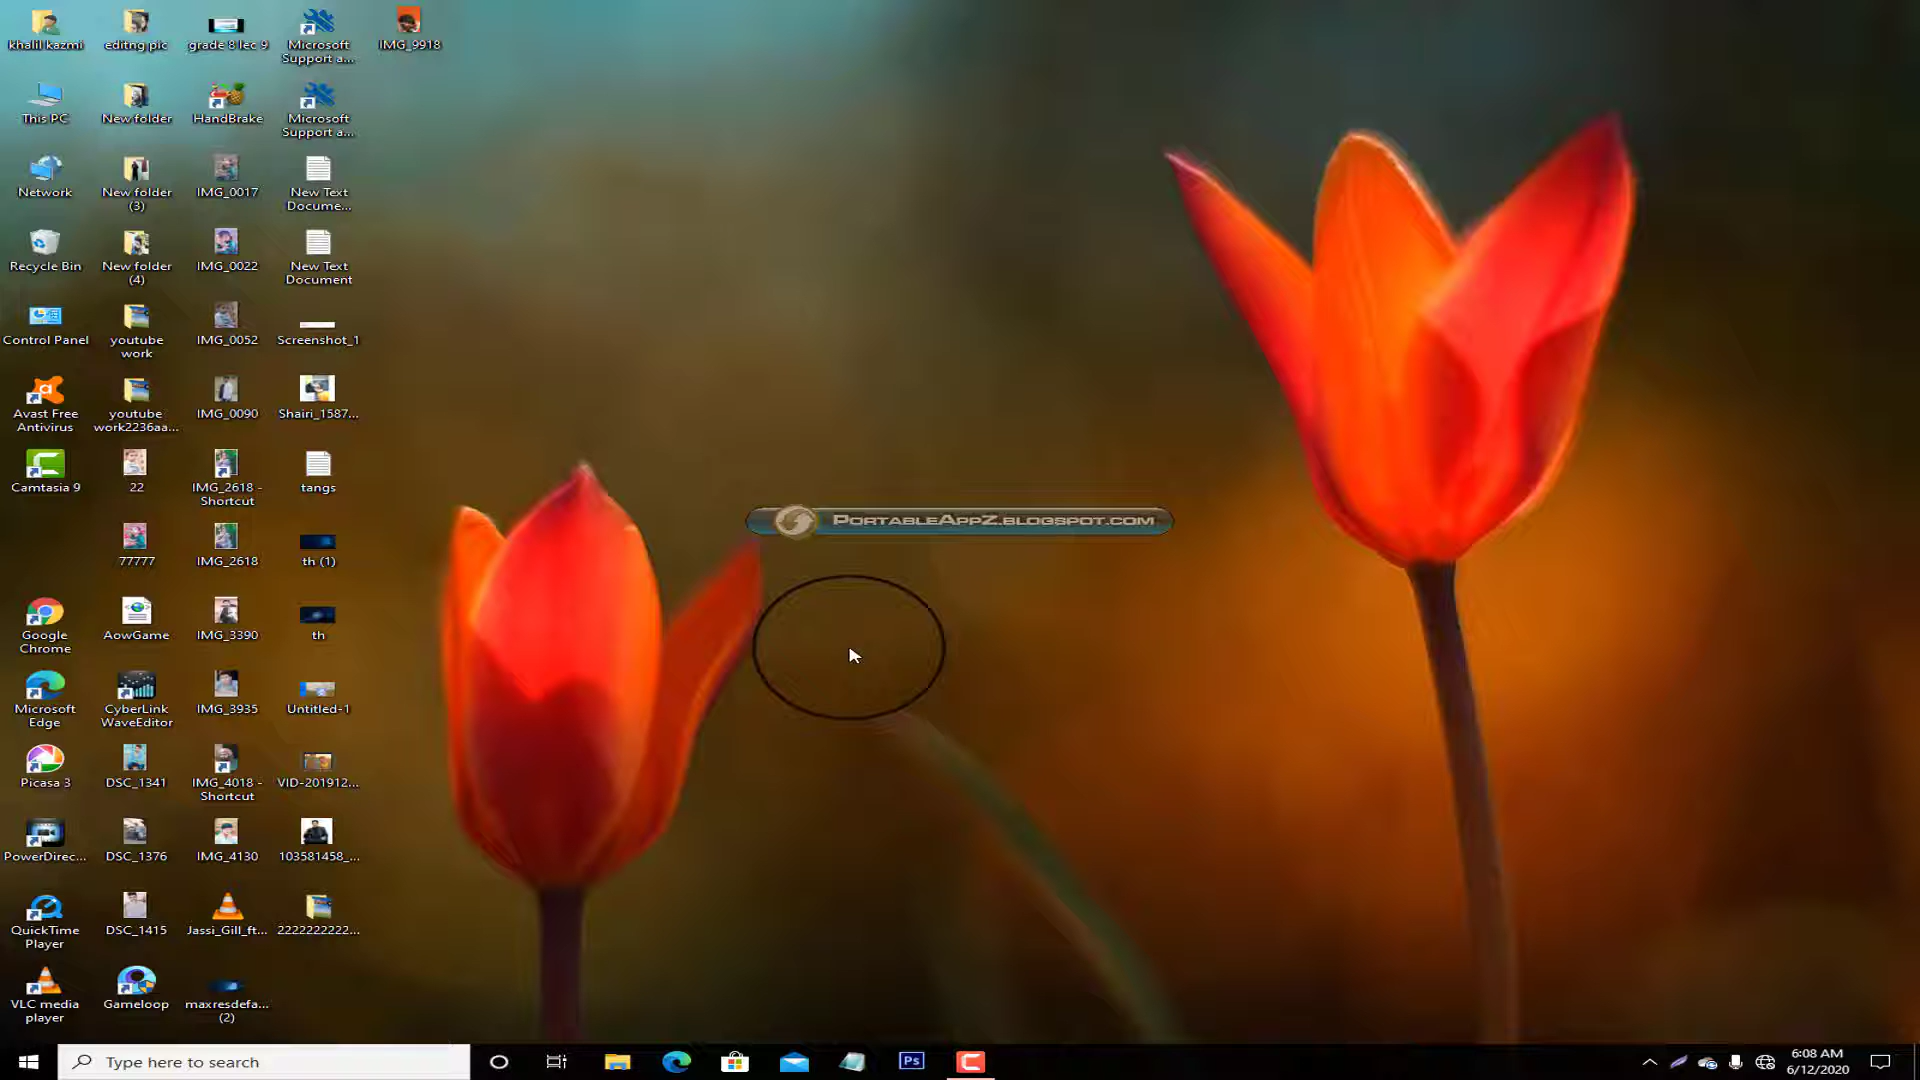 khalil kazmi
editng pic
grade 8 lec 9
Microsoft
Support a...
IMG_9918
This PC
New folder
HandBrake
Microsoft
Support a...
Network
New folder
(3)
IMG_0017
New Text
Docume...
Recycle Bin
New folder
(4)
IMG_0022
New Text
Document
Control Panel
youtube
work
IMG_0052
Screenshot_1
Avast Free
Antivirus
youtube
work2236aa...
IMG_0090
Shairi_1587...
Camtasia 9
22
IMG_2618 -
Shortcut
tangs
PortableAppZ.blogspot.com
77777
IMG_2618
th (1)
Google
Chrome
AowGame
IMG_3390
th
Microsoft
Edge
CyberLink
WaveEditor
IMG_3935
Untitled-1
Picasa 3
DSC_1341
IMG_4018 -
Shortcut
VID-201912...
PowerDirec...
DSC_1376
IMG_4130
103581458_...
QuickTime
Player
DSC_1415
Jassi_Gill_ft...
2222222222...
VLC media
player
Gameloop
maxresdefa...
(2)
Type here to search
Ps
6:08 AM
6/12/2020